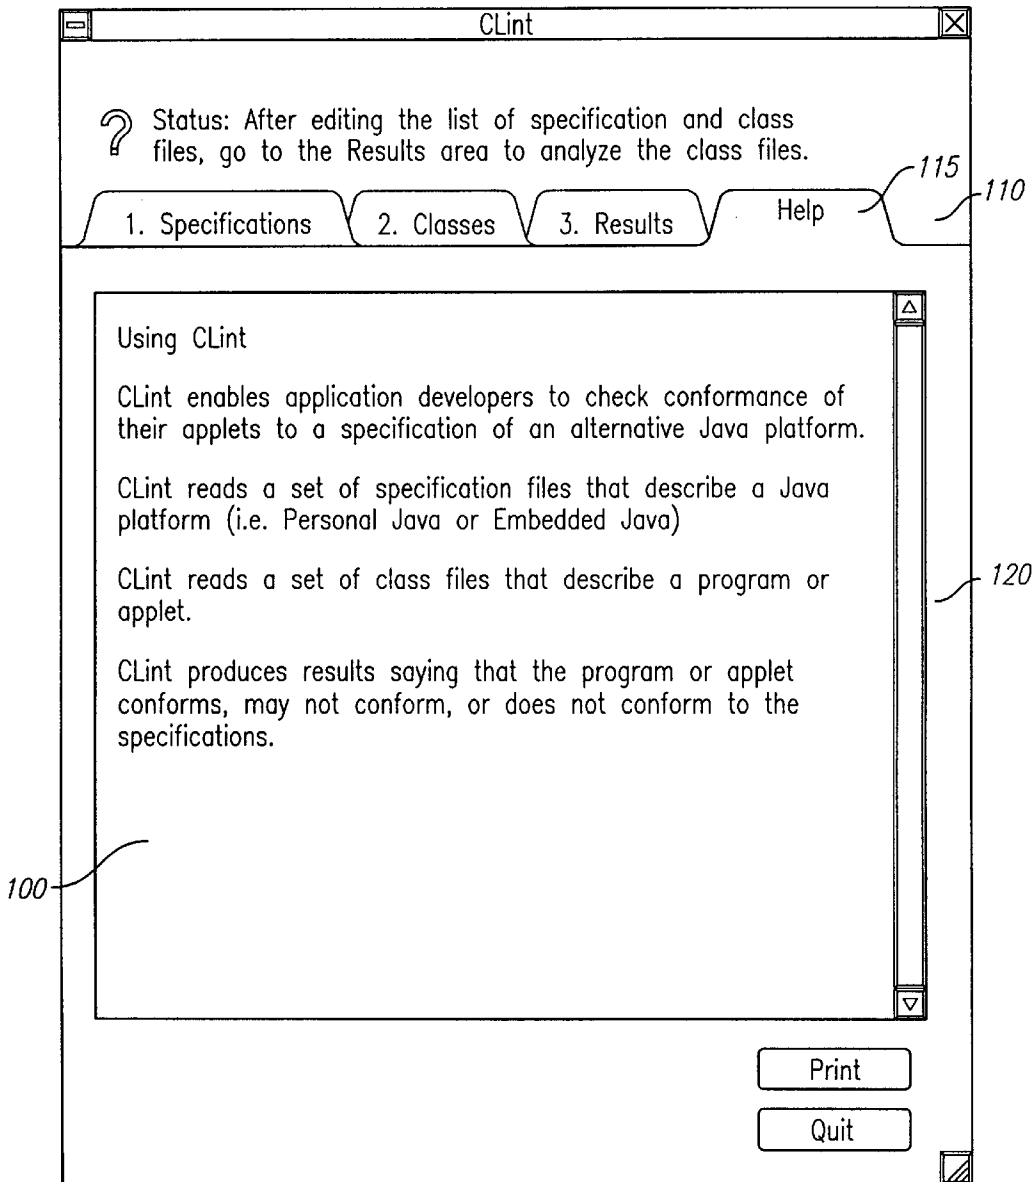 CLint
Status: After editing the list of specification and class
files, go to the Results area to analyze the class files.
115
110
1. Specifications
2. Classes
3. Results
Help
Using CLint
CLint enables application developers to check conformance of
their applets to a specification of an alternative Java platform.
CLint reads a set of specification files that describe a Java
platform (i.e. Personal Java or Embedded Java)
CLint reads a set of class files that describe a program or
applet.
120
CLint produces results saying that the program or applet
conforms, may not conform, or does not conform to the
specifications.
100
Print
Quit